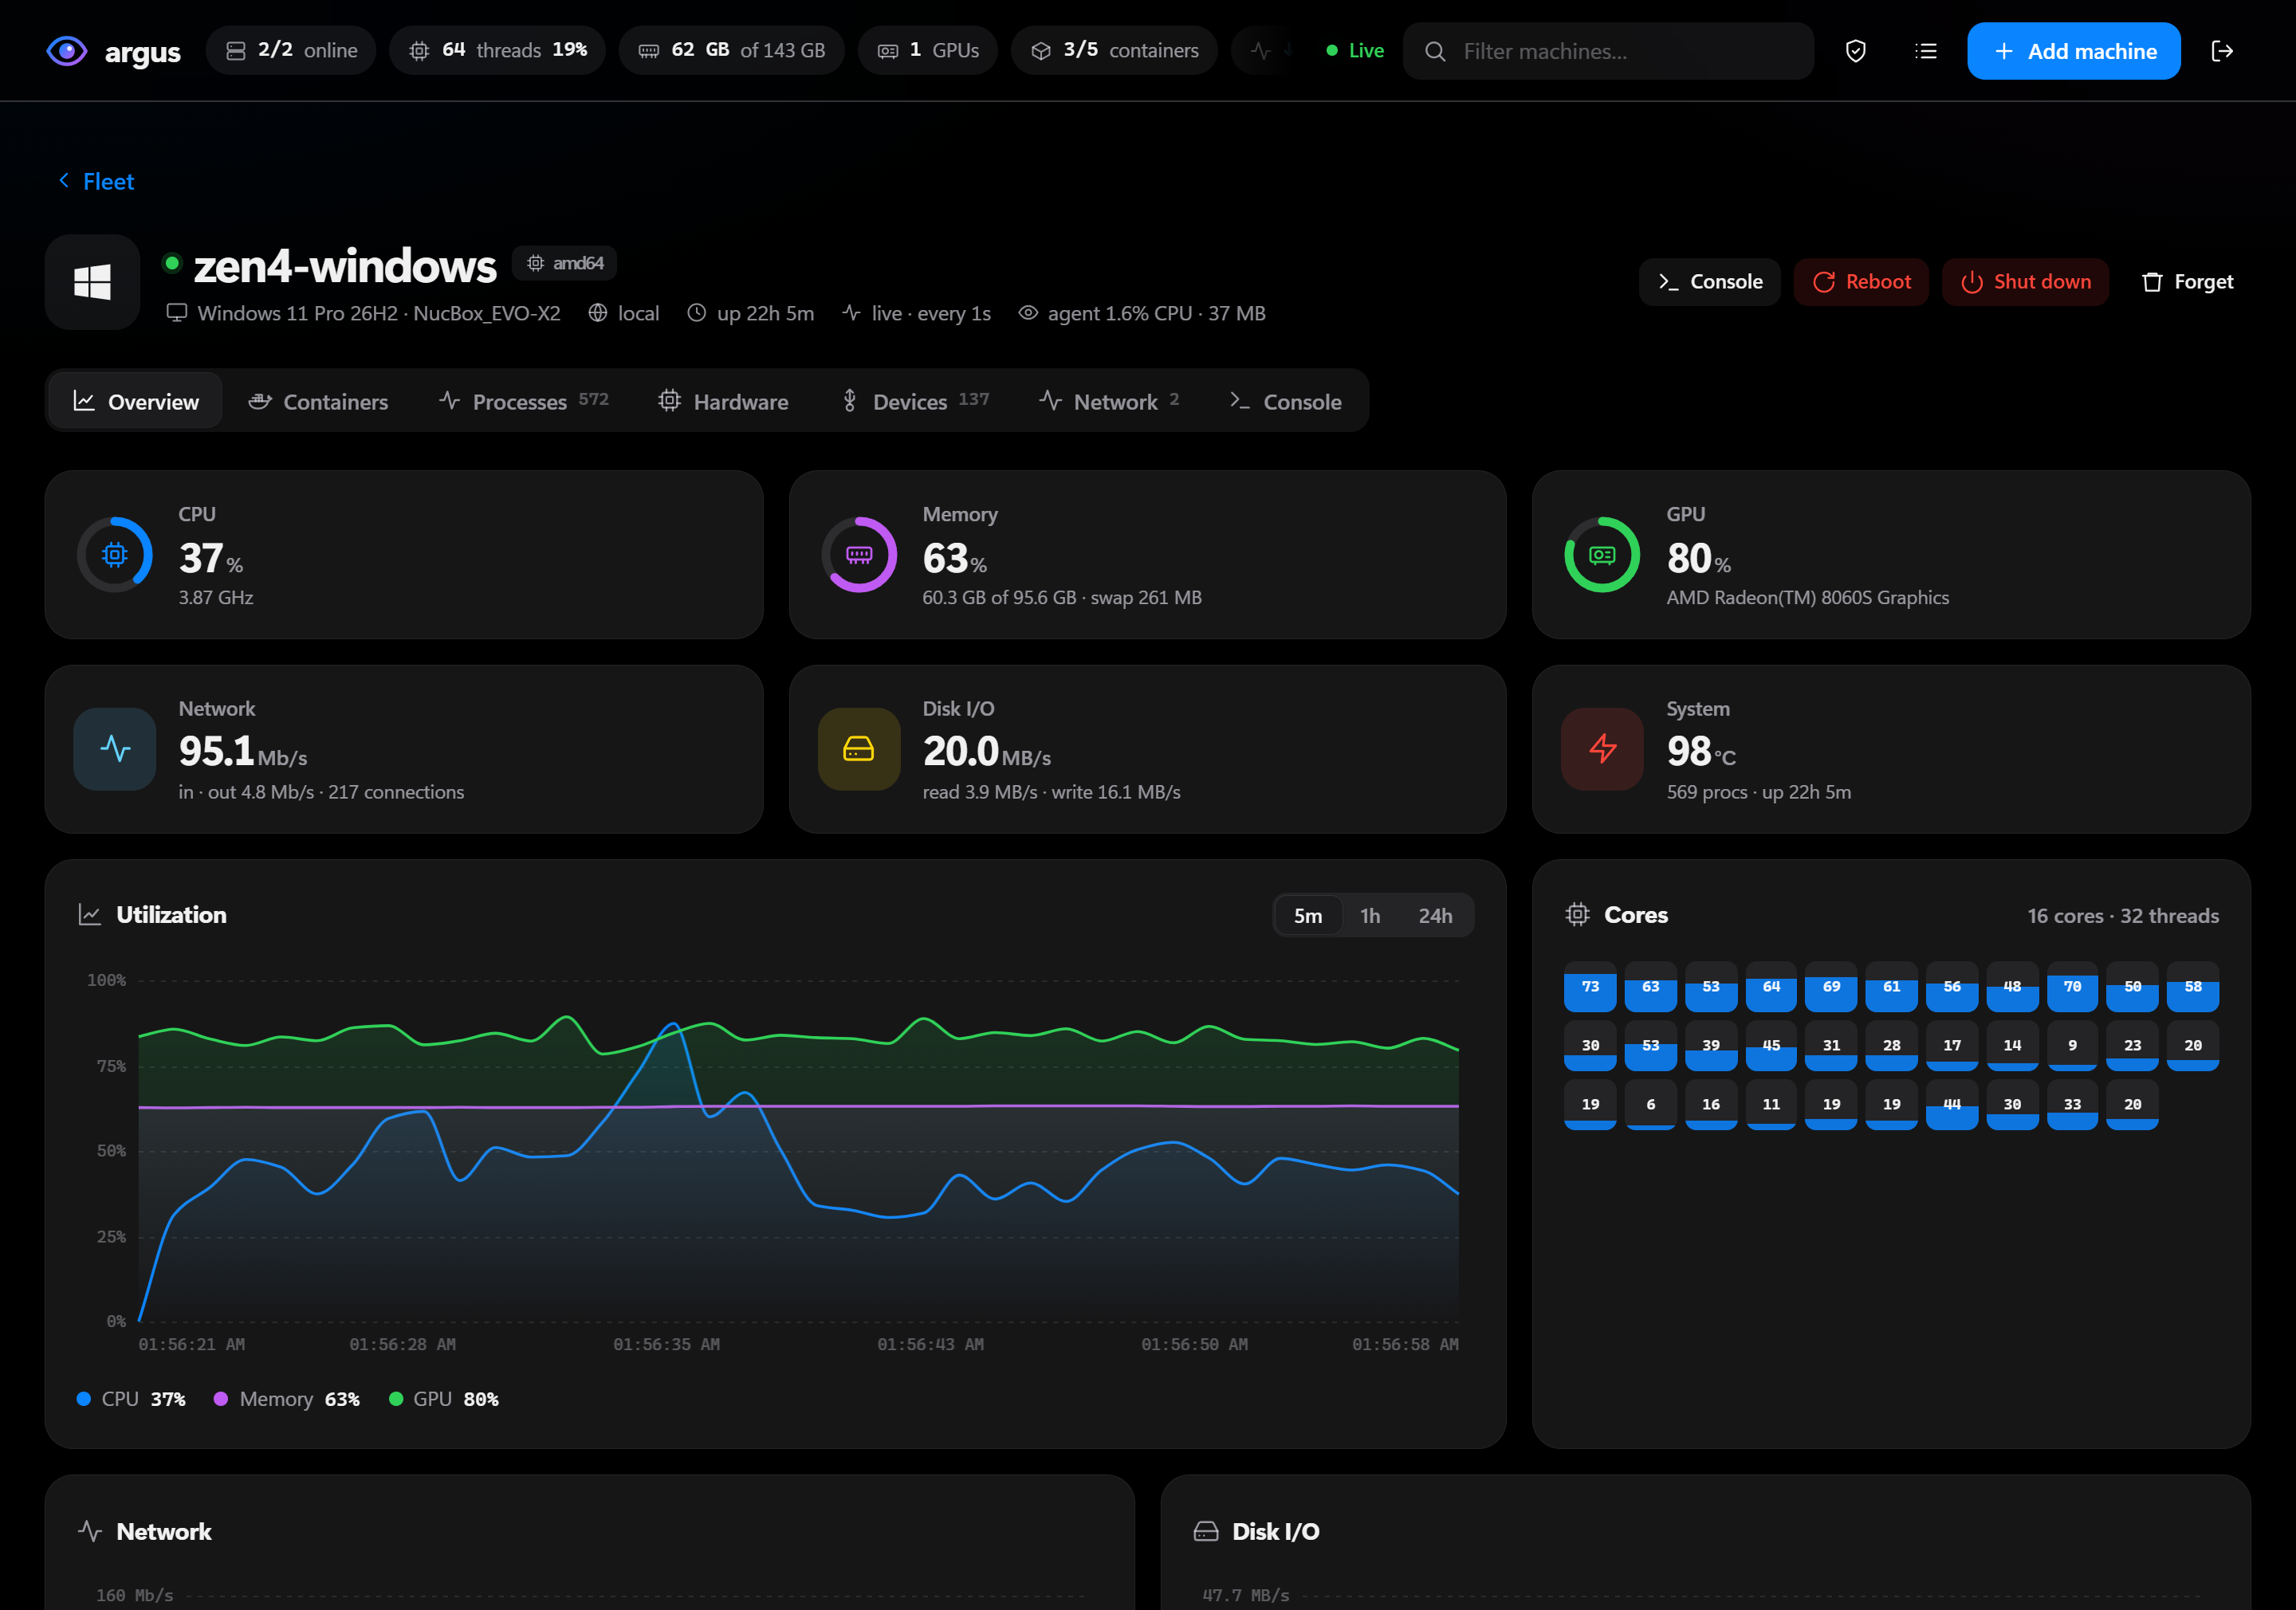 argus 2/2 online 64 threads 19% 62 GB of 143 GB 1 GPUs 3/5 containers Live Filter machines... Add machine
Fleet
zen4-windows amd64
Windows 11 Pro 26H2 · NucBox_EVO-X2 local up 22h 5m live · every 1s agent 1.6% CPU · 37 MB
Console Reboot Shut down Forget
Overview Containers Processes 572 Hardware Devices 137 Network 2 Console
CPU
37%
3.87 GHz
Memory
63%
60.3 GB of 95.6 GB · swap 261 MB
GPU
80%
AMD Radeon(TM) 8060S Graphics
Network
95.1 Mb/s
in · out 4.8 Mb/s · 217 connections
Disk I/O
20.0 MB/s
read 3.9 MB/s · write 16.1 MB/s
System
98 °C
569 procs · up 22h 5m
Utilization 5m 1h 24h
100%
75%
50%
25%
0%
01:56:21 AM 01:56:28 AM 01:56:35 AM 01:56:43 AM 01:56:50 AM 01:56:58 AM
CPU 37% Memory 63% GPU 80%
Cores 16 cores · 32 threads
73 63 53 64 69 61 56 48 70 50 58
30 53 39 45 31 28 17 14 9 23 20
19 6 16 11 19 19 44 30 33 20
Network
160 Mb/s
Disk I/O
47.7 MB/s